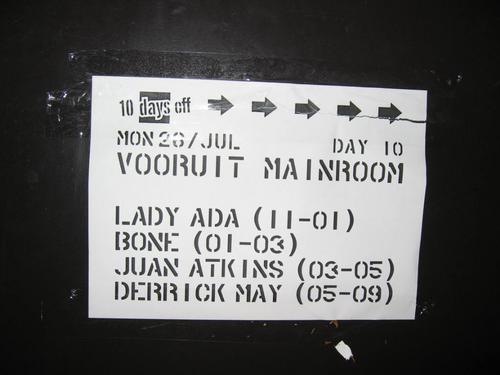 10 days off
MON 26/JUL DAY 10
VOORUIT MAINROOM
LADY ADA (11-01)
BONE (01-03)
JUAN ATKINS (03-05)
DERRICK MAY (05-09)